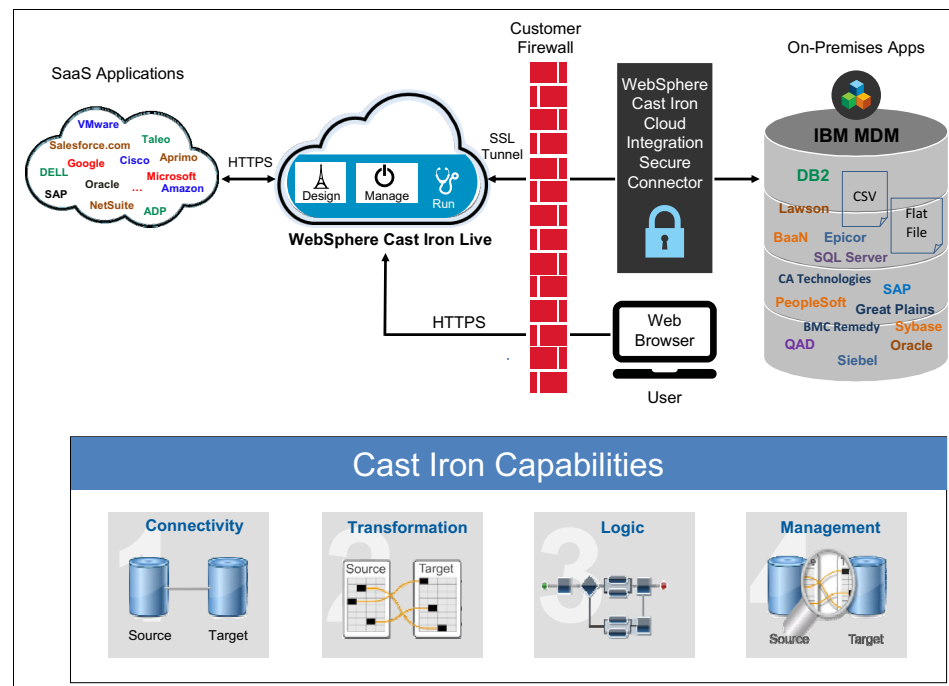 Customer
Firewall
On-Premises Apps
SaaS Applications
VMware
Salesforce.com
Taleo
Google
Cisco
Aprimo
DELL
Microsoft
SAP
Oracle
...
Amazon
NetSuite
ADP
HTTPS
Design
Manage
Run
WebSphere Cast Iron Live
SSL
Tunnel
WebSphere
Cast Iron
Cloud
Integration
Secure
Connector
IBM MDM
DB2
CSV
Lawson
Flat
File
BaaN
Epicor
SQL Server
CA Technologies
SAP
PeopleSoft
Great Plains
BMC Remedy
Sybase
QAD
Oracle
Siebel
HTTPS
Web
Browser
User
Cast Iron Capabilities
1
Connectivity
Source
Target
2
Transformation
Source
Target
3
Logic
4
Management
Source
Target